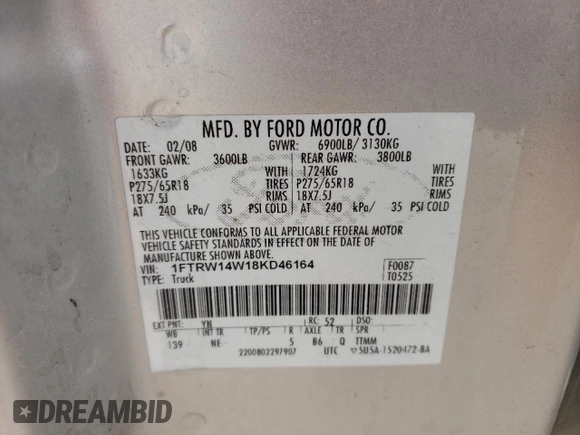 MFD. BY FORD MOTOR CO.
DATE: 02/08 GVWR: 6900LB/ 3130KG
FRONT GAWR: 3600LB REAR GAWR: 3800LB
1633KG WITH 1724KG WITH
P275/65R18 TIRES P275/65R18 TIRES
18X7.5J RIMS 18X7.5J RIMS
AT 240 kPa/ 35 PSI COLD AT 240 kPa/ 35 PSI COLD
THIS VEHICLE CONFORMS TO ALL APPLICABLE FEDERAL MOTOR
VEHICLE SAFETY STANDARDS IN EFFECT ON THE DATE OF
MANUFACTURE SHOWN ABOVE.
VIN: 1FTRW14W18KD46164 F0087
TYPE: Truck T0525
EXT PNT: YN RC: 52 DSO:
WB INT TR TP/PS R AXLE TR SPR
139 NE 5 B6 Q TTMM
2200802297907 UTC ▽5U5A-1520472-BA
DREAMBID